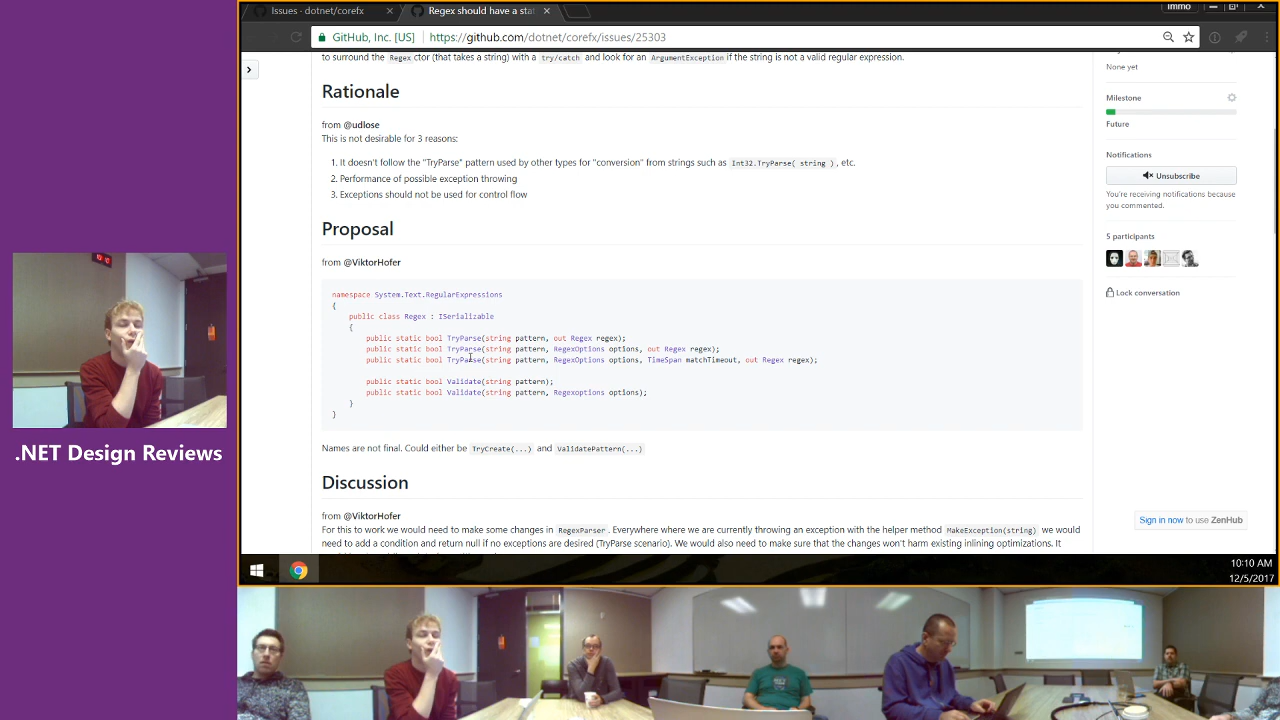 Immo
Issues - dotnet/corefx
Regex should have a sta
GitHub, Inc. [US]
https://github.com/dotnet/corefx/issues/25303
to surround the Regex ctor (that takes a string) with a try/catch and look for an ArgumentException if the string is not a valid regular expression.
Rationale
from @udlose
This is not desirable for 3 reasons:
1. It doesn't follow the "TryParse" pattern used by other types for "conversion" from strings such as Int32.TryParse( string ), etc.
2. Performance of possible exception throwing
3. Exceptions should not be used for control flow
Proposal
from @ViktorHofer
namespace System.Text.RegularExpressions
{
public class Regex : ISerializable
{
public static bool TryParse(string pattern, out Regex regex);
public static bool TryParse(string pattern, RegexOptions options, out Regex regex);
public static bool TryParse(string pattern, RegexOptions options, TimeSpan matchTimeout, out Regex regex);
public static bool Validate(string pattern);
public static bool Validate(string pattern, Regexoptions options);
}
}
Names are not final. Could either be TryCreate(...) and ValidatePattern(...)
Discussion
from @ViktorHofer
For this to work we would need to make some changes in RegexParser. Everywhere where we are currently throwing an exception with the helper method MakeException(string) we would
need to add a condition and return null if no exceptions are desired (TryParse scenario). We would also need to make sure that the changes won't harm existing inlining optimizations. It
None yet
Milestone
Future
Notifications
Unsubscribe
You're receiving notifications because
you commented.
5 participants
Lock conversation
Sign in now to use ZenHub
10:10 AM
12/5/2017
.NET Design Reviews